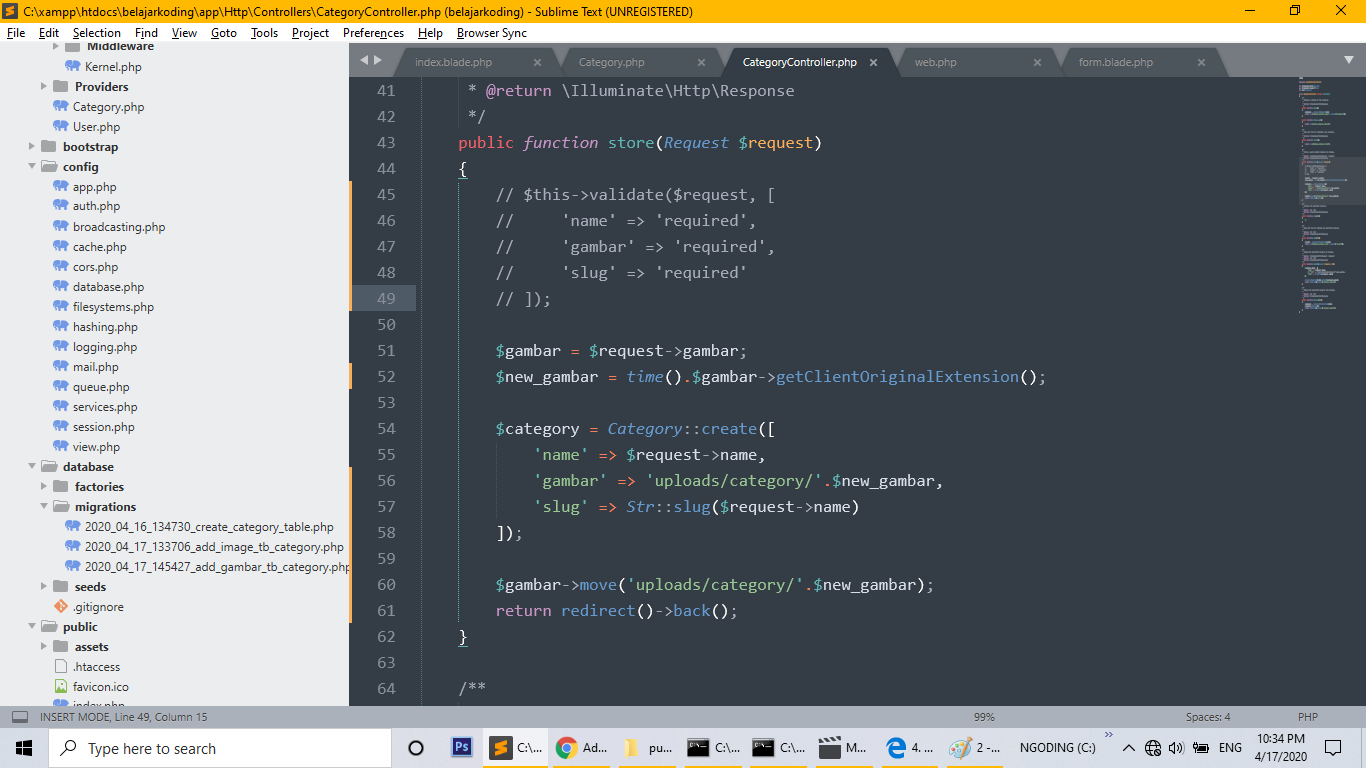 C:\xampp\htdocs\belajarkoding\app\Http\Controllers\CategoryController.php (belajarkoding) - Sublime Text (UNREGISTERED)
File Edit Selection Find View Goto Tools Project Preferences Help Browser Sync
Middleware
Kernel.php
Providers
Category.php
User.php
bootstrap
config
app.php
auth.php
broadcasting.php
cache.php
cors.php
database.php
filesystems.php
hashing.php
logging.php
mail.php
queue.php
services.php
session.php
view.php
database
factories
migrations
2020_04_16_134730_create_category_table.php
2020_04_17_133706_add_image_tb_category.php
2020_04_17_145427_add_gambar_tb_category.php
seeds
.gitignore
public
assets
.htaccess
favicon.ico
index.php
index.blade.php Category.php CategoryController.php web.php form.blade.php
41 * @return \Illuminate\Http\Response
42 */
43 public function store(Request $request)
44 {
45 // $this->validate($request, [
46 // 'name' => 'required',
47 // 'gambar' => 'required',
48 // 'slug' => 'required'
49 // ]);
50
51 $gambar = $request->gambar;
52 $new_gambar = time().$gambar->getClientOriginalExtension();
53
54 $category = Category::create([
55 'name' => $request->name,
56 'gambar' => 'uploads/category/'.$new_gambar,
57 'slug' => Str::slug($request->name)
58 ]);
59
60 $gambar->move('uploads/category/'.$new_gambar);
61 return redirect()->back();
62 }
63
64 /**
INSERT MODE, Line 49, Column 15 99% Spaces: 4 PHP
Type here to search Ps C:\... Ad... pu... C:\... C:\... M... 4. ... 2 -... NGODING (C:) ENG 10:34 PM
4/17/2020